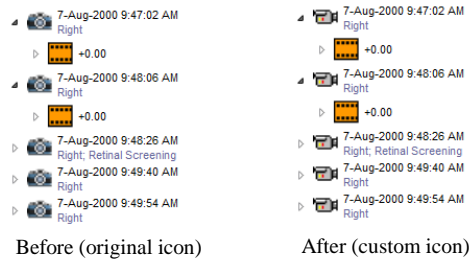 7-Aug-2000 9:47:02 AM
Right
+0.00
7-Aug-2000 9:48:06 AM
Right
+0.00
7-Aug-2000 9:48:26 AM
Right; Retinal Screening
7-Aug-2000 9:49:40 AM
Right
7-Aug-2000 9:49:54 AM
Right
Before (original icon)
7-Aug-2000 9:47:02 AM
Right
+0.00
7-Aug-2000 9:48:06 AM
Right
+0.00
7-Aug-2000 9:48:26 AM
Right; Retinal Screening
7-Aug-2000 9:49:40 AM
Right
7-Aug-2000 9:49:54 AM
Right
After (custom icon)